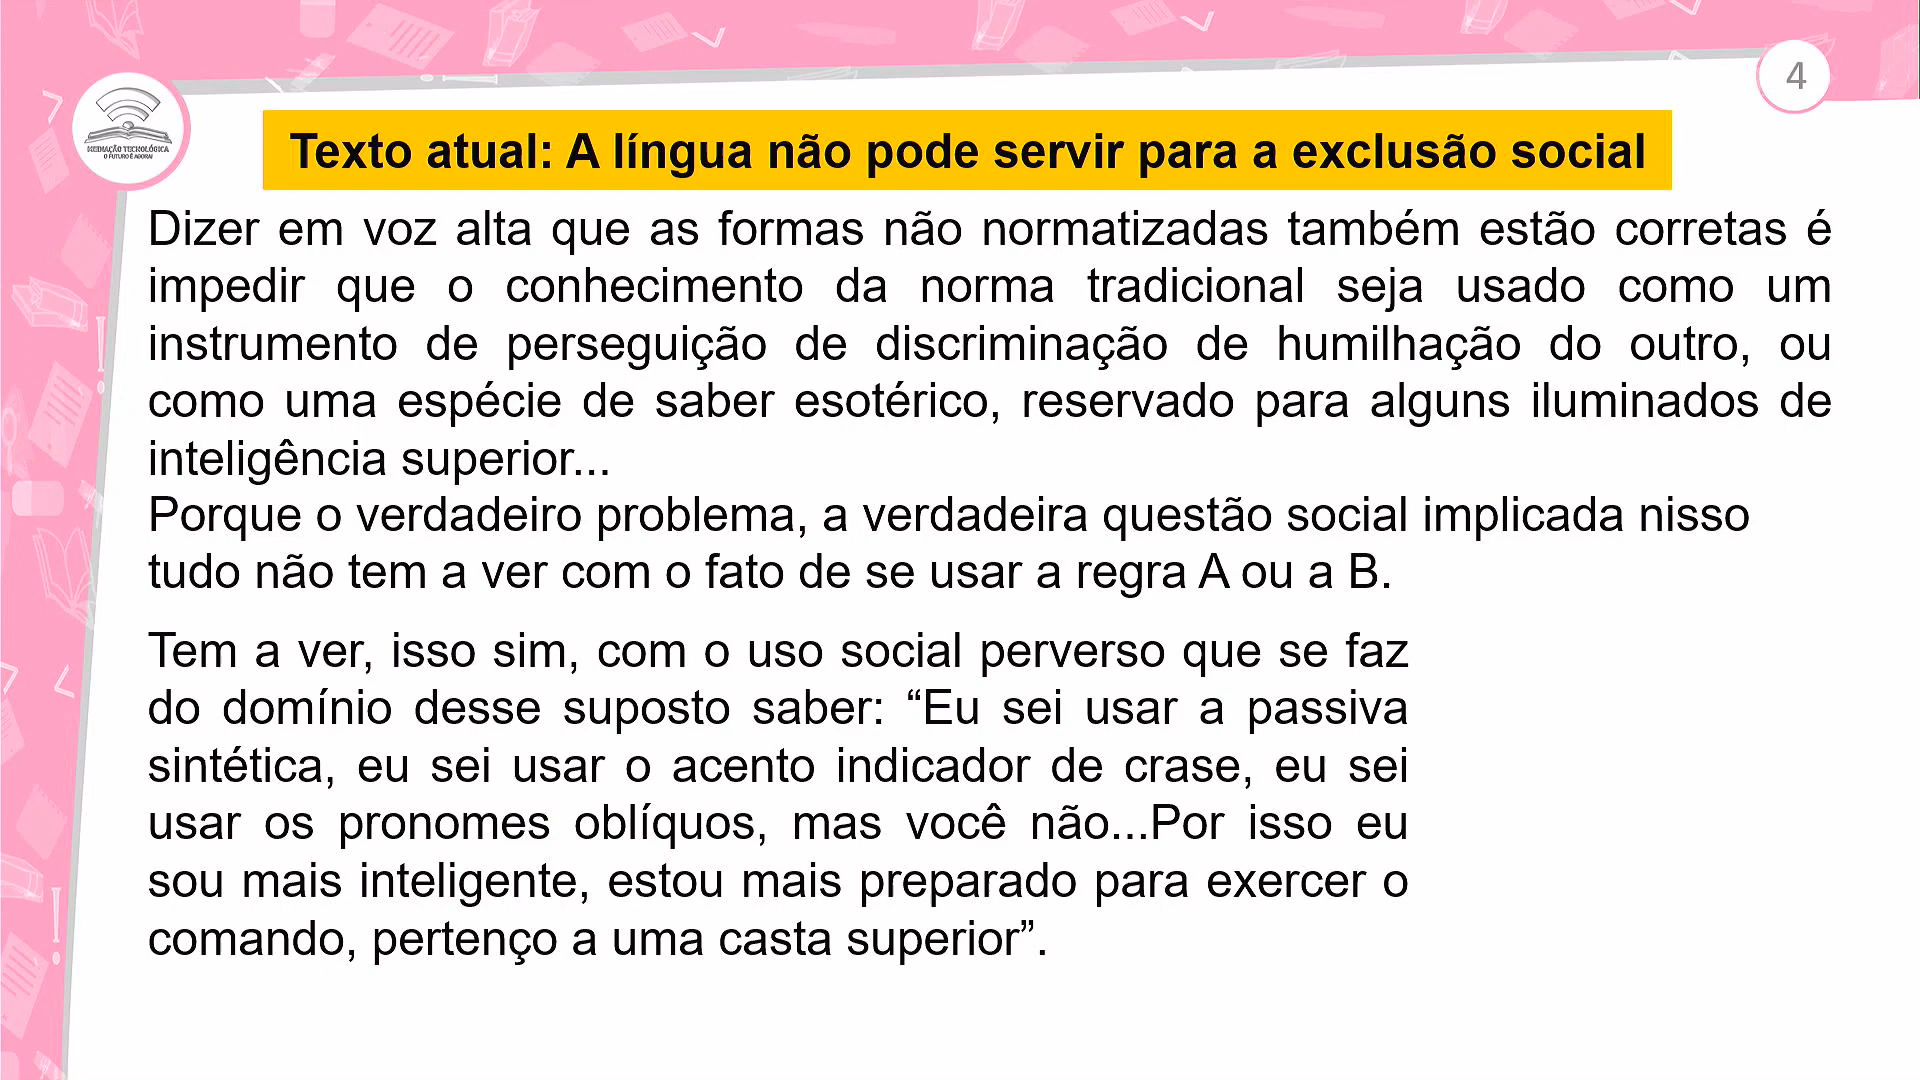 4
MEDIAÇÃO TECNOLÓGICA
O FUTURO É AGORA!
Texto atual: A língua não pode servir para a exclusão social
Dizer em voz alta que as formas não normatizadas também estão corretas é
impedir que o conhecimento da norma tradicional seja usado como um
instrumento de perseguição de discriminação de humilhação do outro, ou
como uma espécie de saber esotérico, reservado para alguns iluminados de
inteligência superior...
Porque o verdadeiro problema, a verdadeira questão social implicada nisso
tudo não tem a ver com o fato de se usar a regra A ou a B.
Tem a ver, isso sim, com o uso social perverso que se faz
do domínio desse suposto saber: “Eu sei usar a passiva
sintética, eu sei usar o acento indicador de crase, eu sei
usar os pronomes oblíquos, mas você não...Por isso eu
sou mais inteligente, estou mais preparado para exercer o
comando, pertenço a uma casta superior”.